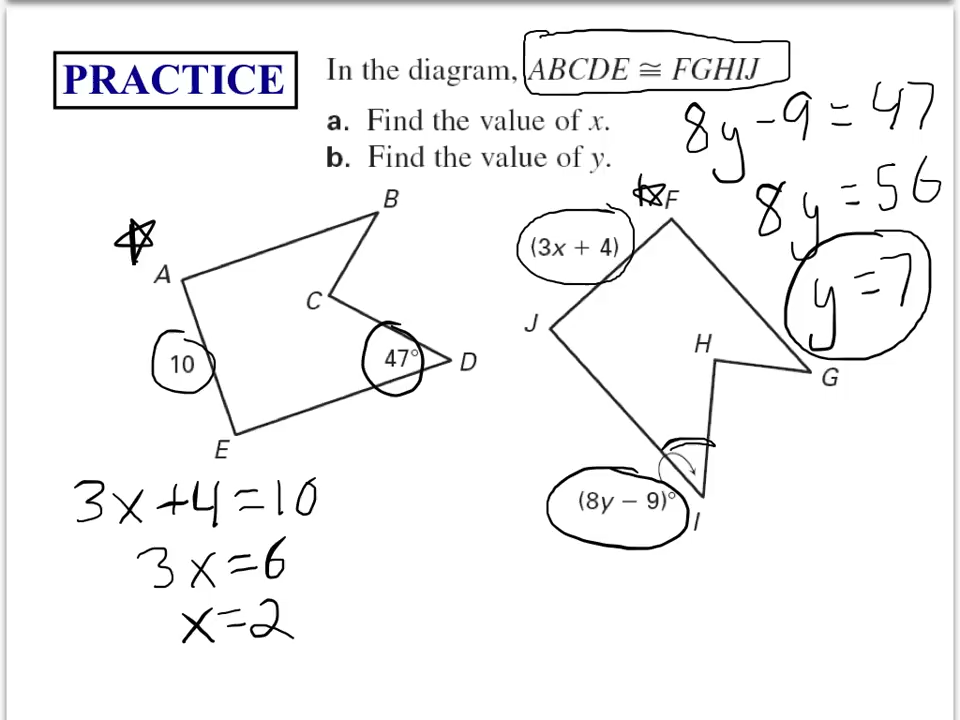 PRACTICE
In the diagram, ABCDE ≅ FGHIJ
a. Find the value of x.
b. Find the value of y.
8y - 9 = 47
8y = 56
y = 7
B
F
(3x + 4)
A
C
J
H
10
47°
D
G
E
(8y − 9)°
I
3x + 4 = 10
3x = 6
x = 2